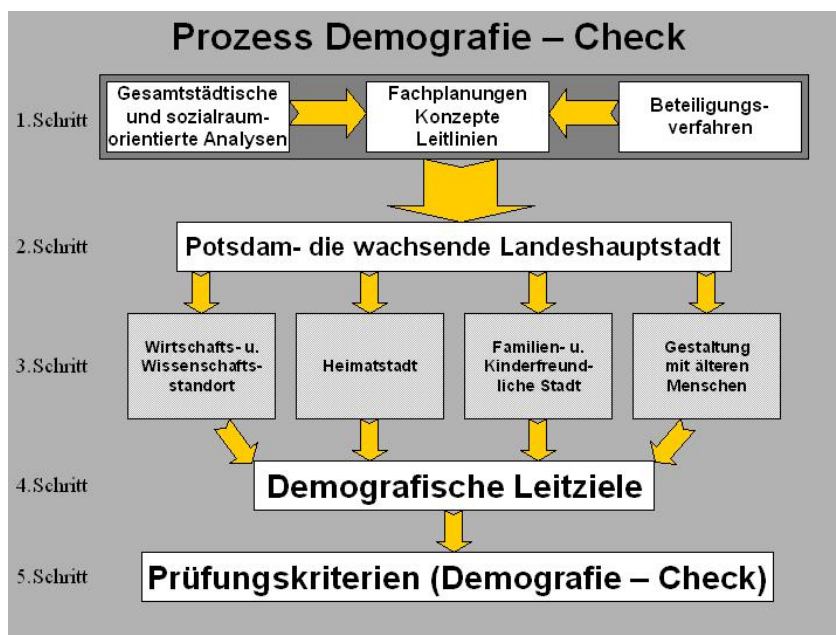 Prozess Demografie – Check
1.Schritt
Gesamtstädtische
und sozialraum-
orientierte Analysen
Fachplanungen
Konzepte
Leitlinien
Beteiligungs-
verfahren
2.Schritt
Potsdam- die wachsende Landeshauptstadt
3.Schritt
Wirtschafts- u.
Wissenschafts-
standort
Heimatstadt
Familien- u.
Kinderfreund-
liche Stadt
Gestaltung
mit älteren
Menschen
4.Schritt
Demografische Leitziele
5.Schritt
Prüfungskriterien (Demografie – Check)